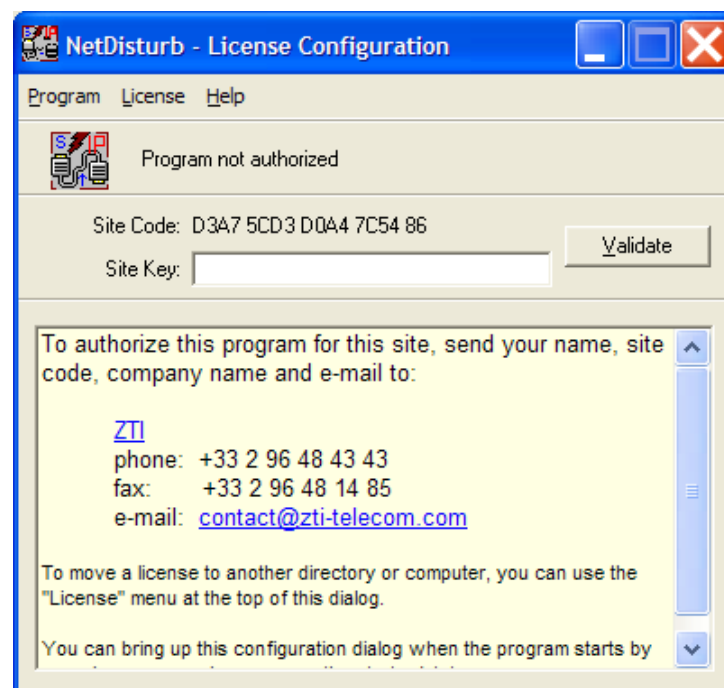 NetDisturb - License Configuration
Program License Help
Program not authorized
Site Code: D3A7 5CD3 D0A4 7C54 86
Validate
Site Key:
To authorize this program for this site, send your name, site
code, company name and e-mail to:
ZTI
phone: +33 2 96 48 43 43
fax: +33 2 96 48 14 85
e-mail: contact@zti-telecom.com
To move a license to another directory or computer, you can use the
"License" menu at the top of this dialog.
You can bring up this configuration dialog when the program starts by